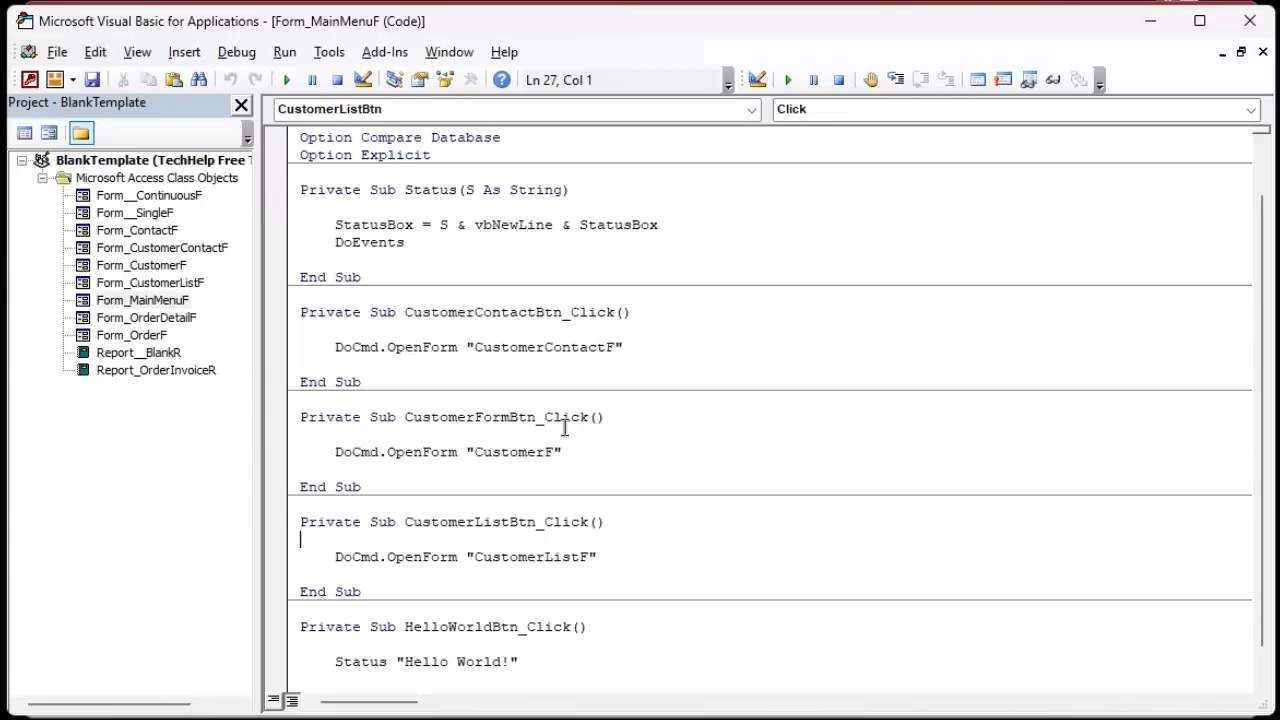 Microsoft Visual Basic for Applications - [Form_MainMenuF (Code)]
File Edit View Insert Debug Run Tools Add-Ins Window Help
Ln 27, Col 1
Project - BlankTemplate
CustomerListBtn
Click
BlankTemplate (TechHelp Free T
Microsoft Access Class Objects
Form__ContinuousF
Form__SingleF
Form_ContactF
Form_CustomerContactF
Form_CustomerF
Form_CustomerListF
Form_MainMenuF
Form_OrderDetailF
Form_OrderF
Report__BlankR
Report_OrderInvoiceR
Option Compare Database
Option Explicit
Private Sub Status(S As String)
StatusBox = S & vbNewLine & StatusBox
DoEvents
End Sub
Private Sub CustomerContactBtn_Click()
DoCmd.OpenForm "CustomerContactF"
End Sub
Private Sub CustomerFormBtn_Click()
DoCmd.OpenForm "CustomerF"
End Sub
Private Sub CustomerListBtn_Click()
DoCmd.OpenForm "CustomerListF"
End Sub
Private Sub HelloWorldBtn_Click()
Status "Hello World!"